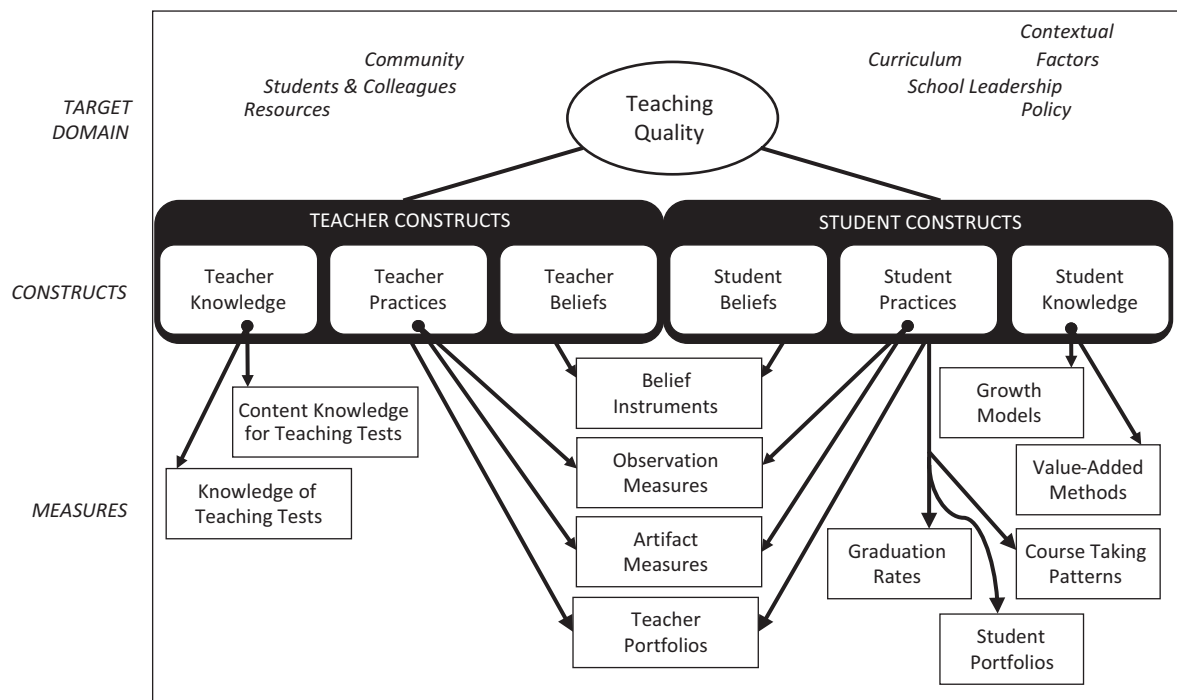 Contextual
Community
Curriculum
Factors
Students & Colleagues
School Leadership
Resources
Policy
TARGET
DOMAIN
Teaching
Quality
TEACHER CONSTRUCTS
STUDENT CONSTRUCTS
CONSTRUCTS
Teacher
Knowledge
Teacher
Practices
Teacher
Beliefs
Student
Beliefs
Student
Practices
Student
Knowledge
MEASURES
Content Knowledge
for Teaching Tests
Knowledge of
Teaching Tests
Belief
Instruments
Observation
Measures
Artifact
Measures
Teacher
Portfolios
Growth
Models
Value-Added
Methods
Graduation
Rates
Course Taking
Patterns
Student
Portfolios